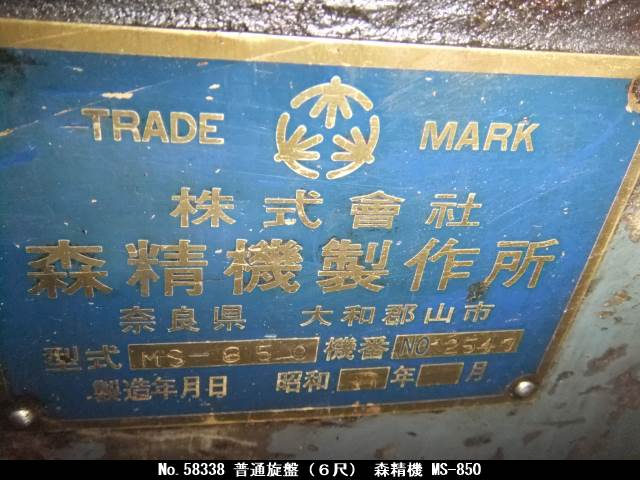 TRADE MARK
株式會社
森精機製作所
奈良県 大和郡山市
型式 MS-850 機番 NO 2547
製造年月日 昭和 年 月
No.58338 普通旋盤 (6尺) 森精機 MS-850